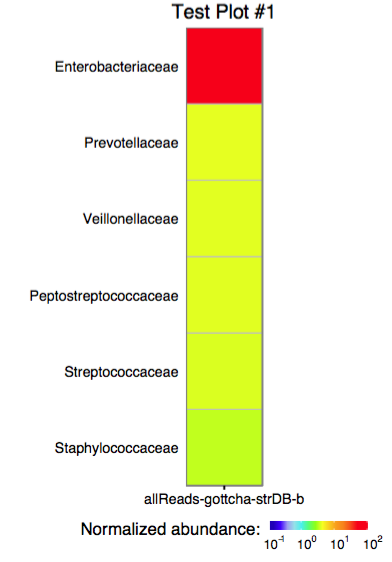 Test Plot #1
Enterobacteriaceae
Prevotellaceae
Veillonellaceae
Peptostreptococcaceae
Streptococcaceae
Staphylococcaceae
allReads-gottcha-strDB-b
Normalized abundance:
10⁻¹ 10⁰ 10¹ 10²